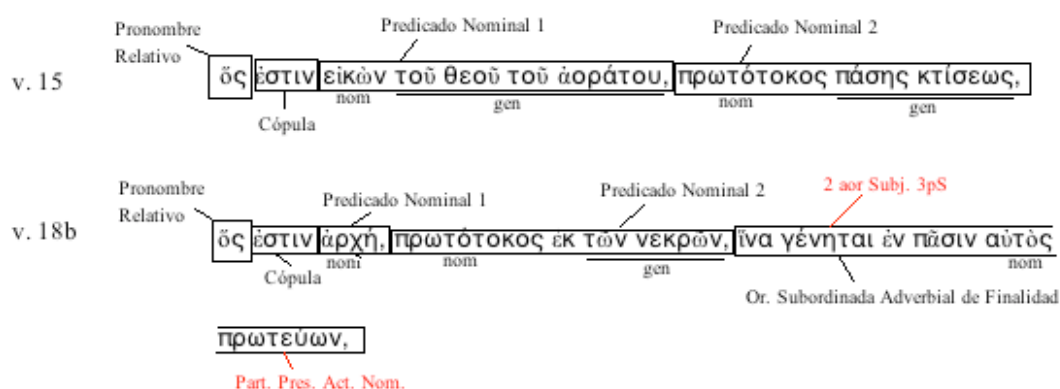 Pronombre
Relativo
Predicado Nominal 1
Predicado Nominal 2
v. 15
ὅς ἐστιν εἰκὼν τοῦ θεοῦ τοῦ ἀοράτου, πρωτότοκος πάσης κτίσεως,
nom gen nom gen
Cópula
Pronombre
Relativo
Predicado Nominal 1
Predicado Nominal 2
2 aor Subj. 3pS
v. 18b
ὅς ἐστιν ἀρχή, πρωτότοκος ἐκ τῶν νεκρῶν, ἵνα γένηται ἐν πᾶσιν αὐτὸς
nom nom gen nom
Cópula
Or. Subordinada Adverbial de Finalidad
πρωτεύων,
Part. Pres. Act. Nom.